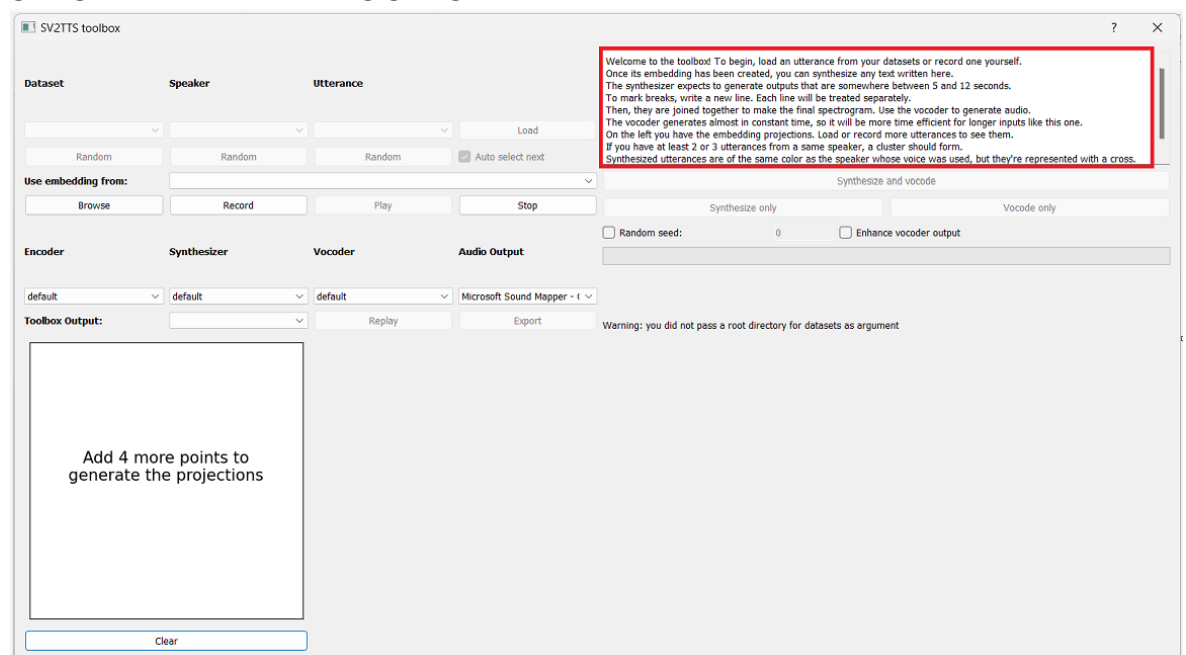 SV2TTS toolbox
?
Dataset Speaker Utterance
Load
Random Random Random Auto select next
Use embedding from:
Browse Record Play Stop
Encoder Synthesizer Vocoder Audio Output
default default default Microsoft Sound Mapper - (
Toolbox Output: Replay Export
Add 4 more points to
generate the projections
Clear
Welcome to the toolbox! To begin, load an utterance from your datasets or record one yourself.
Once its embedding has been created, you can synthesize any text written here.
The synthesizer expects to generate outputs that are somewhere between 5 and 12 seconds.
To mark breaks, write a new line. Each line will be treated separately.
Then, they are joined together to make the final spectrogram. Use the vocoder to generate audio.
The vocoder generates almost in constant time, so it will be more time efficient for longer inputs like this one.
On the left you have the embedding projections. Load or record more utterances to see them.
If you have at least 2 or 3 utterances from a same speaker, a cluster should form.
Synthesized utterances are of the same color as the speaker whose voice was used, but they're represented with a cross.
Synthesize and vocode
Synthesize only Vocode only
Random seed: 0 Enhance vocoder output
Warning: you did not pass a root directory for datasets as argument